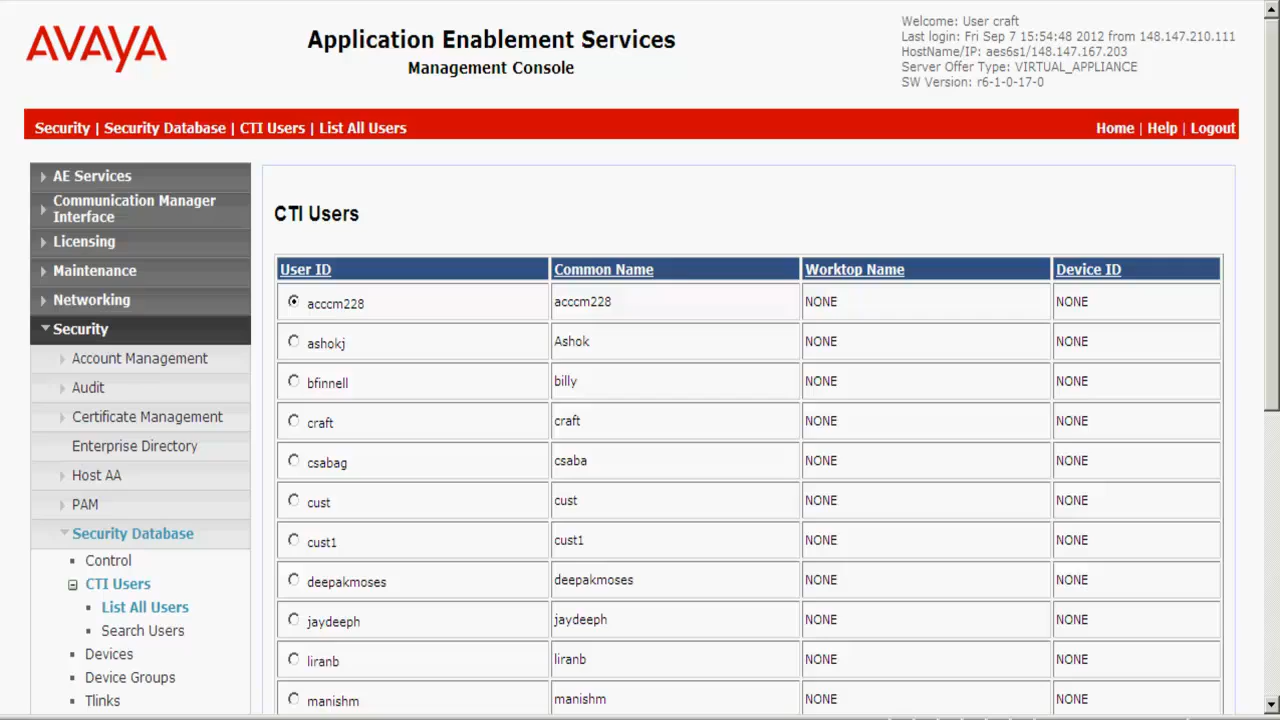 AVAYA
Application Enablement Services
Management Console
Welcome: User craft
Last login: Fri Sep 7 15:54:48 2012 from 148.147.210.111
HostName/IP: aes6s1/148.147.167.203
Server Offer Type: VIRTUAL_APPLIANCE
SW Version: r6-1-0-17-0
Security | Security Database | CTI Users | List All Users
Home | Help | Logout
AE Services
Communication Manager
Interface
Licensing
Maintenance
Networking
Security
Account Management
Audit
Certificate Management
Enterprise Directory
Host AA
PAM
Security Database
Control
CTI Users
List All Users
Search Users
Devices
Device Groups
Tlinks
CTI Users
User ID Common Name Worktop Name Device ID
acccm228 acccm228 NONE NONE
ashokj Ashok NONE NONE
bfinnell billy NONE NONE
craft craft NONE NONE
csabag csaba NONE NONE
cust cust NONE NONE
cust1 cust1 NONE NONE
deepakmoses deepakmoses NONE NONE
jaydeeph jaydeeph NONE NONE
liranb liranb NONE NONE
manishm manishm NONE NONE